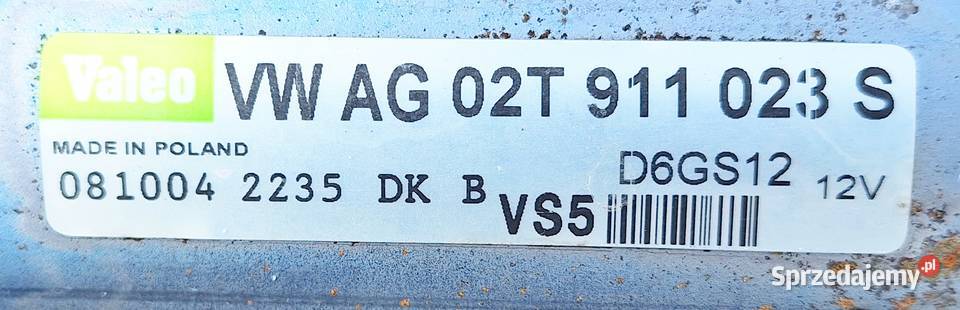 Valeo VW AG 02T 911 023 S
MADE IN POLAND
081004 2235 DK B VS5 D6GS12 12V
Sprzedajemy.pl